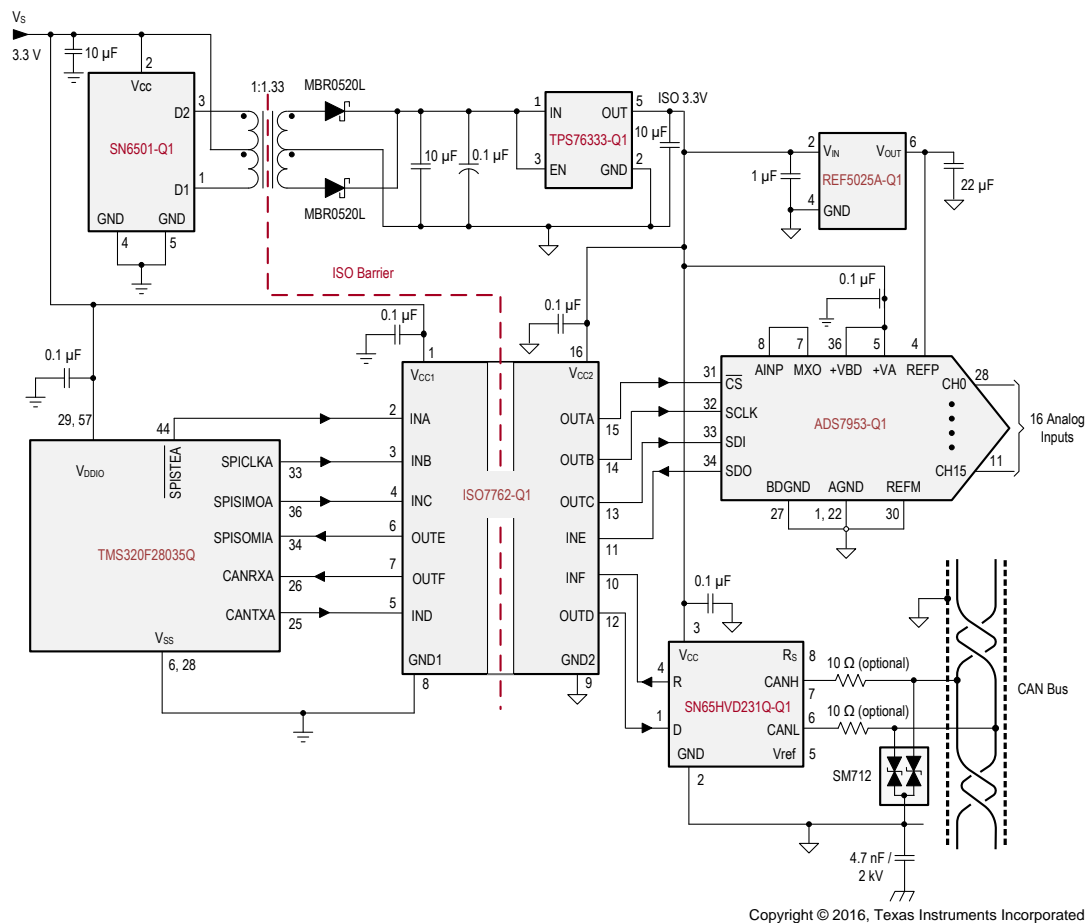 VS
3.3 V
10 µF
2
Vcc
D2
3
SN6501-Q1
D1
1
GND
GND
4
5
1:1.33
MBR0520L
MBR0520L
10 µF
0.1 µF
1
IN
OUT
5
TPS76333-Q1
3
EN
GND
2
ISO 3.3V
10 µF
2
VIN
VOUT
6
REF5025A-Q1
1 µF
4
GND
22 µF
ISO Barrier
0.1 µF
0.1 µF
0.1 µF
0.1 µF
29, 57
44
VDDIO
SPISTEA
SPICLKA
33
SPISIMOA
36
SPISOMIA
34
TMS320F28035Q
CANRXA
26
CANTXA
25
VSS
6, 28
1
VCC1
2
INA
3
INB
4
INC
6
OUTE
7
OUTF
5
IND
GND1
8
ISO7762-Q1
16
VCC2
OUTA
15
OUTB
14
OUTC
13
INE
11
INF
10
OUTD
12
GND2
9
8
7
36
5
4
AINP
MXO
+VBD
+VA
REFP
31
CS
32
SCLK
33
SDI
34
SDO
ADS7953-Q1
CH0
28
CH15
11
16 Analog
Inputs
BDGND
AGND
REFM
27
1, 22
30
0.1 µF
3
VCC
RS
8
4
R
CANH
7
SN65HVD231Q-Q1
1
D
CANL
6
GND
Vref
5
2
10 Ω (optional)
10 Ω (optional)
SM712
CAN Bus
4.7 nF /
2 kV
Copyright © 2016, Texas Instruments Incorporated